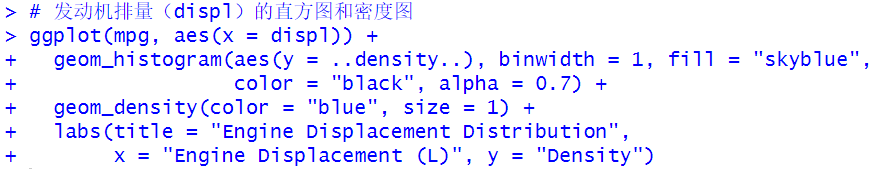 > # 发动机排量（displ）的直方图和密度图
> ggplot(mpg, aes(x = displ)) +
+   geom_histogram(aes(y = ..density..), binwidth = 1, fill = "skyblue",
+                  color = "black", alpha = 0.7) +
+   geom_density(color = "blue", size = 1) +
+   labs(title = "Engine Displacement Distribution",
+        x = "Engine Displacement (L)", y = "Density")